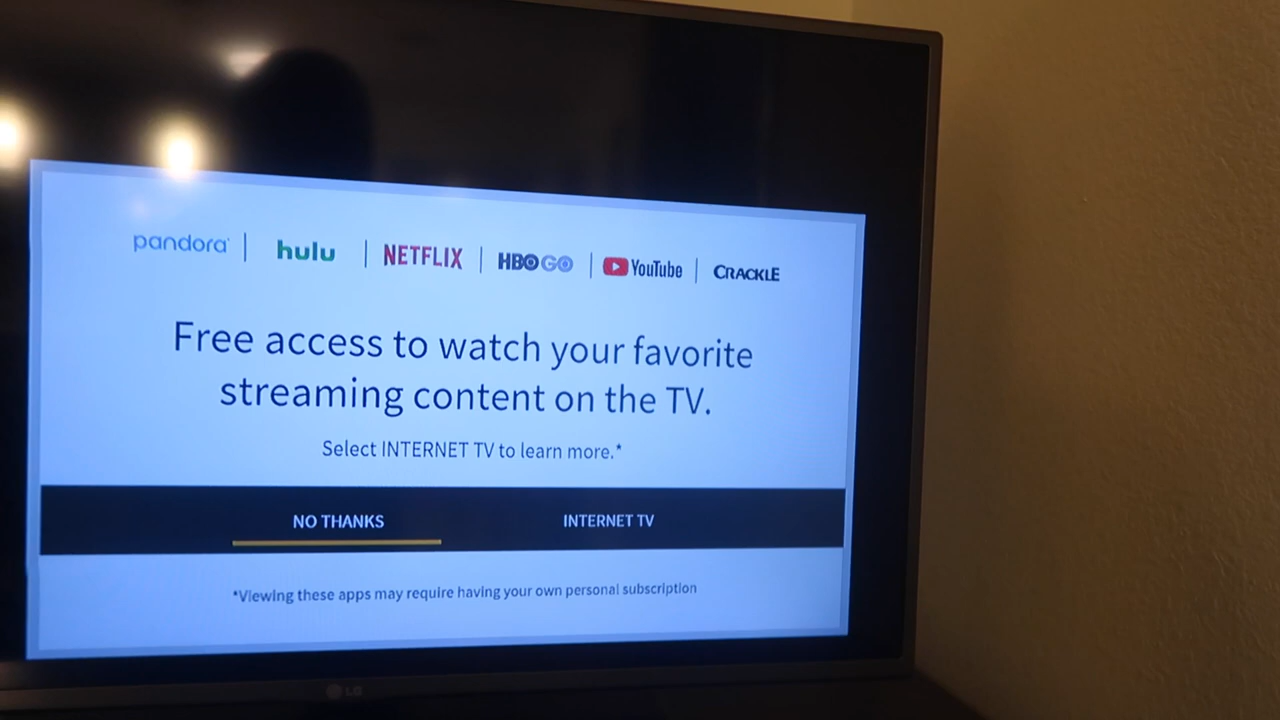 pandora | hulu | NETFLIX | HBO GO | YouTube | CRACKLE
Free access to watch your favorite
streaming content on the TV.
Select INTERNET TV to learn more.*
NO THANKS INTERNET TV
*Viewing these apps may require having your own personal subscription
LG